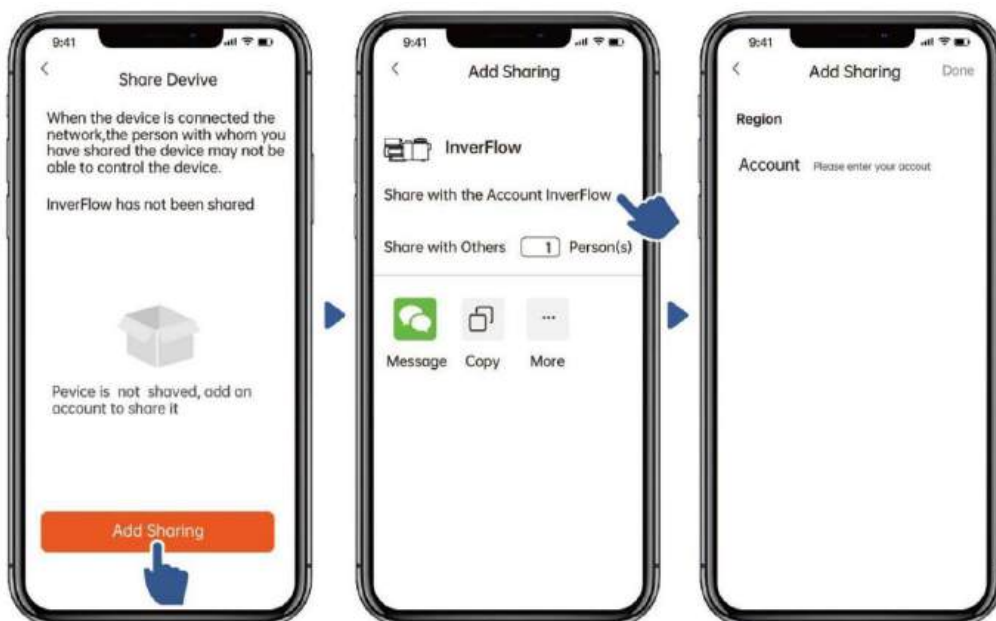 9:41
Share Devive
When the device is connected the
network,the person with whom you
have shared the device may not be
able to control the device.
InverFlow has not been shared
Pevice is not shaved, add an
account to share it
Add Sharing
9:41
Add Sharing
InverFlow
Share with the Account InverFlow
Share with Others 1 Person(s)
Message Copy More
9:41
Add Sharing Done
Region
Account Please enter your accout